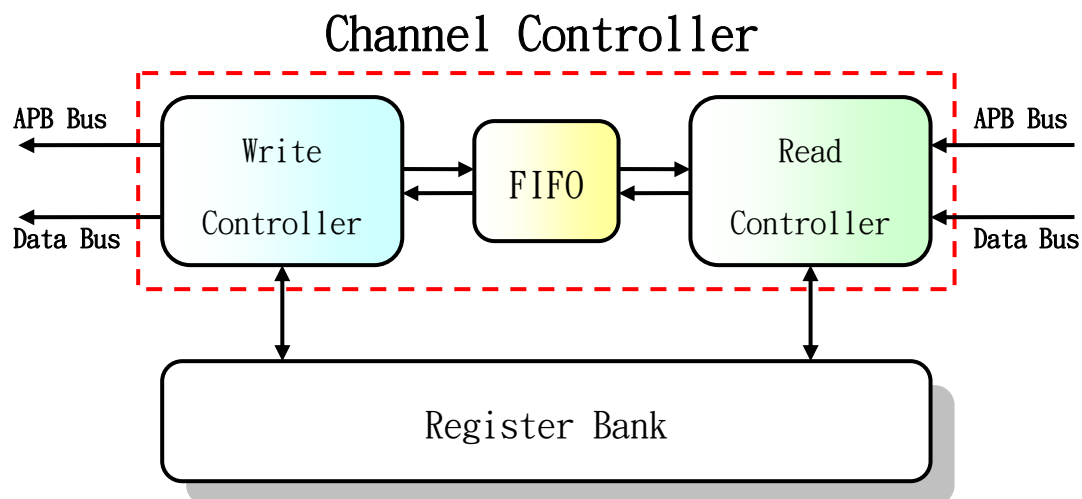 Channel Controller
APB Bus
Write
Controller
Data Bus
FIFO
Read
Controller
APB Bus
Data Bus
Register Bank